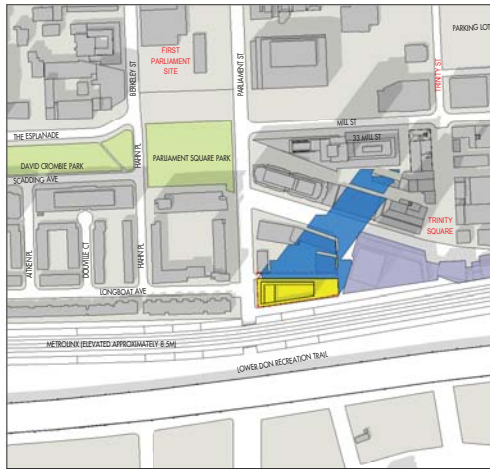 PARKING LOT
FIRST
PARLIAMENT
SITE
BERKELEY ST
PARLIAMENT ST
TRINITY ST
MILL ST
THE ESPLANADE
33 MILL ST
HAHN PL
DAVID CROMBIE PARK
PARLIAMENT SQUARE PARK
SCADDING AVE
TRINITY
SQUARE
AITKEN PL
DOUVILLE CT
HAHN PL
LONGBOAT AVE
METROLINX (ELEVATED APPROXIMATELY 8.5M)
LOWER DON RECREATION TRAIL